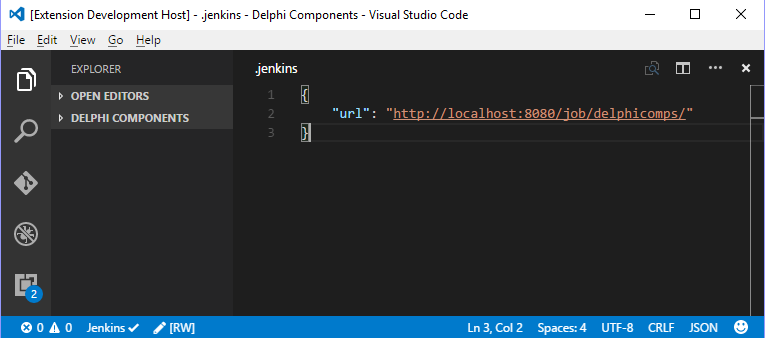 [Extension Development Host] - .jenkins - Delphi Components - Visual Studio Code
File Edit View Go Help
EXPLORER
OPEN EDITORS
DELPHI COMPONENTS
.jenkins
1 {
2 "url": "http://localhost:8080/job/delphicomps/"
3 }
2
0 0 Jenkins [RW] Ln 3, Col 2 Spaces: 4 UTF-8 CRLF JSON